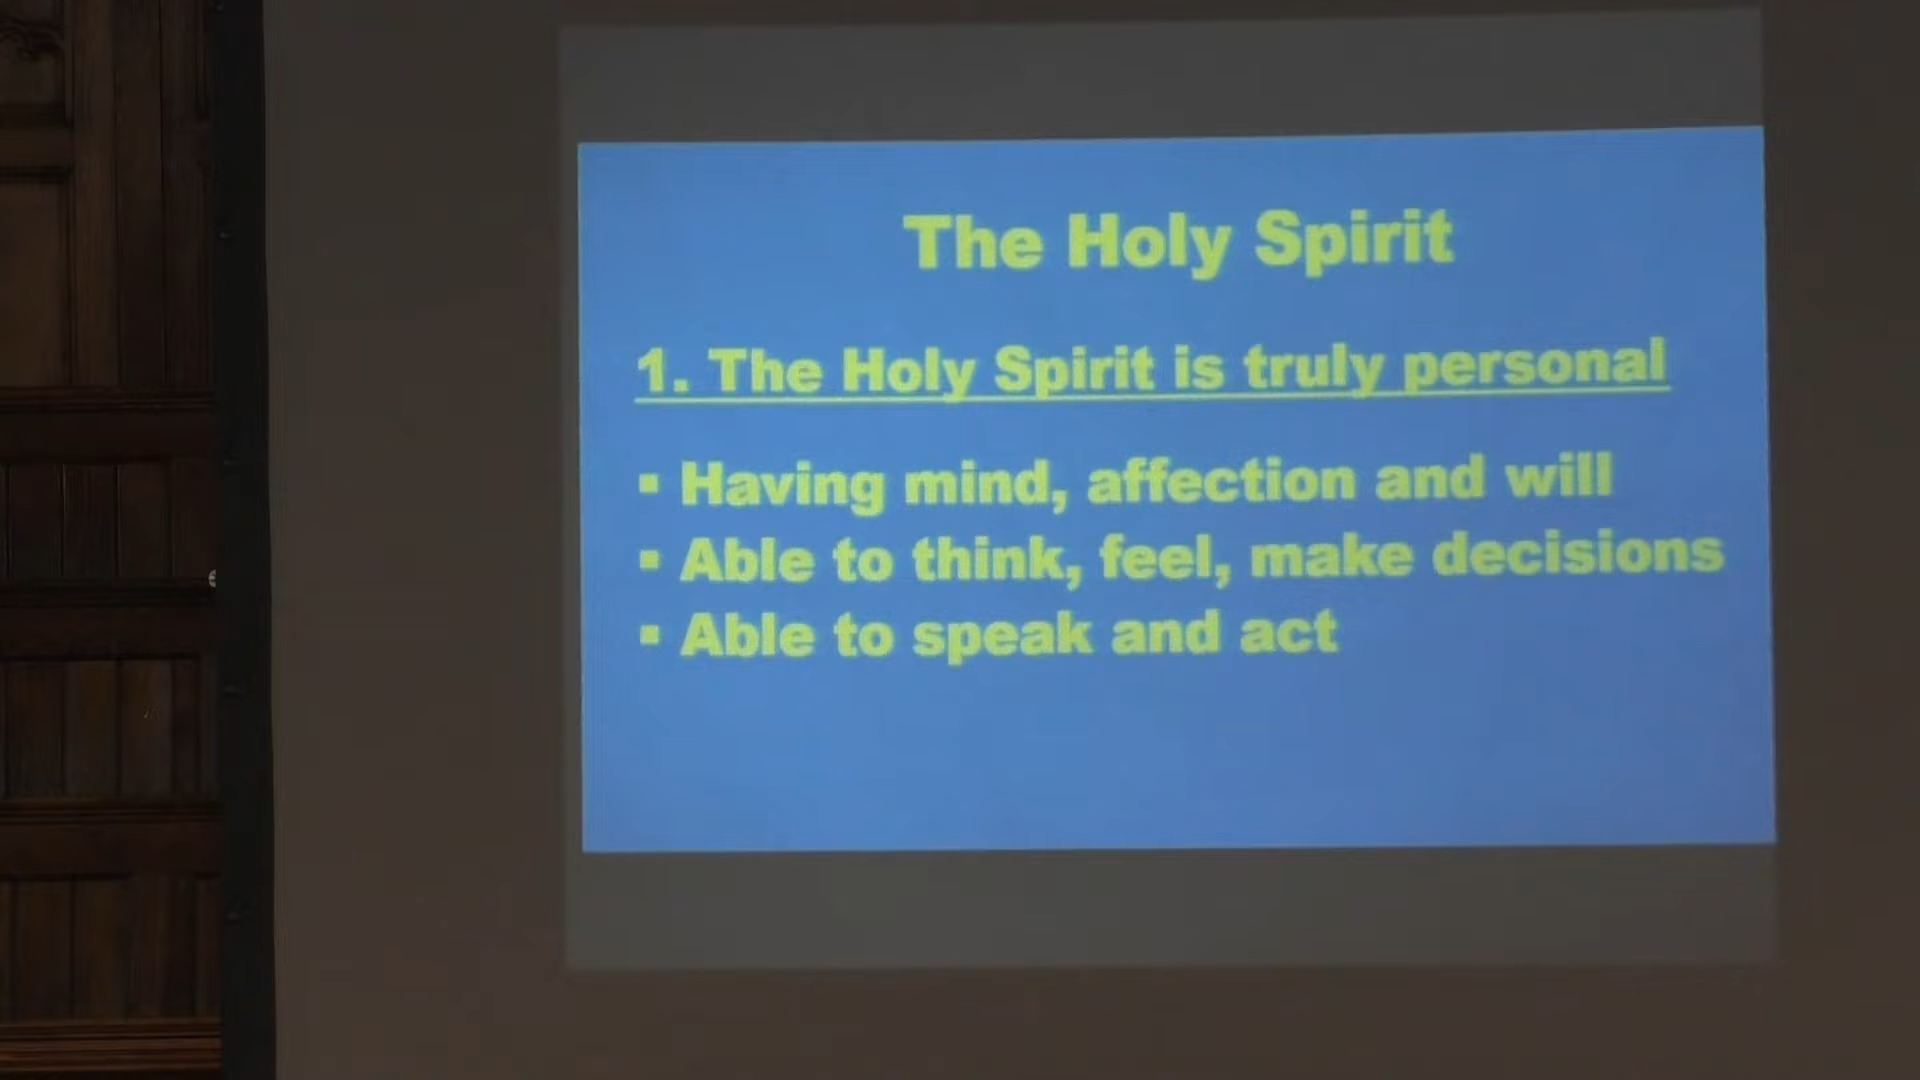 The Holy Spirit
1. The Holy Spirit is truly personal
▪ Having mind, affection and will
▪ Able to think, feel, make decisions
▪ Able to speak and act